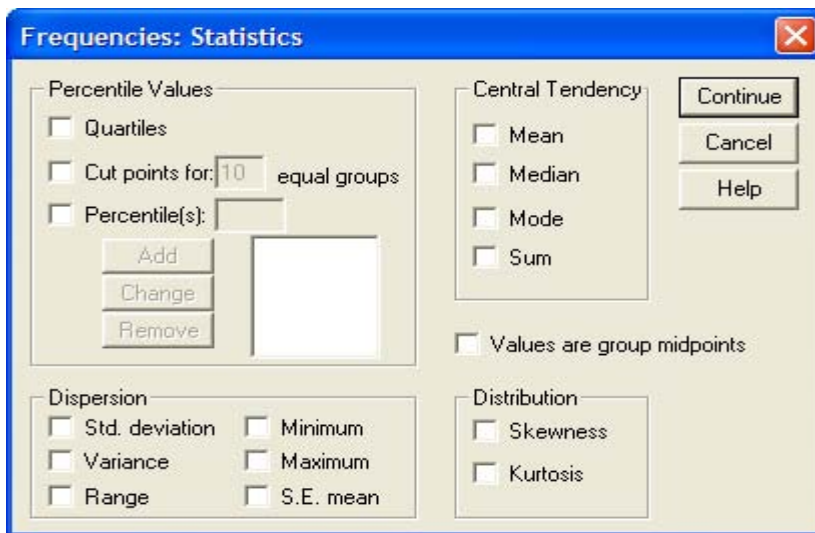 Frequencies: Statistics
Percentile Values
Quartiles
Cut points for: 10 equal groups
Percentile(s):
Add
Change
Remove
Central Tendency
Mean
Median
Mode
Sum
Continue
Cancel
Help
Values are group midpoints
Dispersion
Std. deviation Minimum
Variance Maximum
Range S.E. mean
Distribution
Skewness
Kurtosis